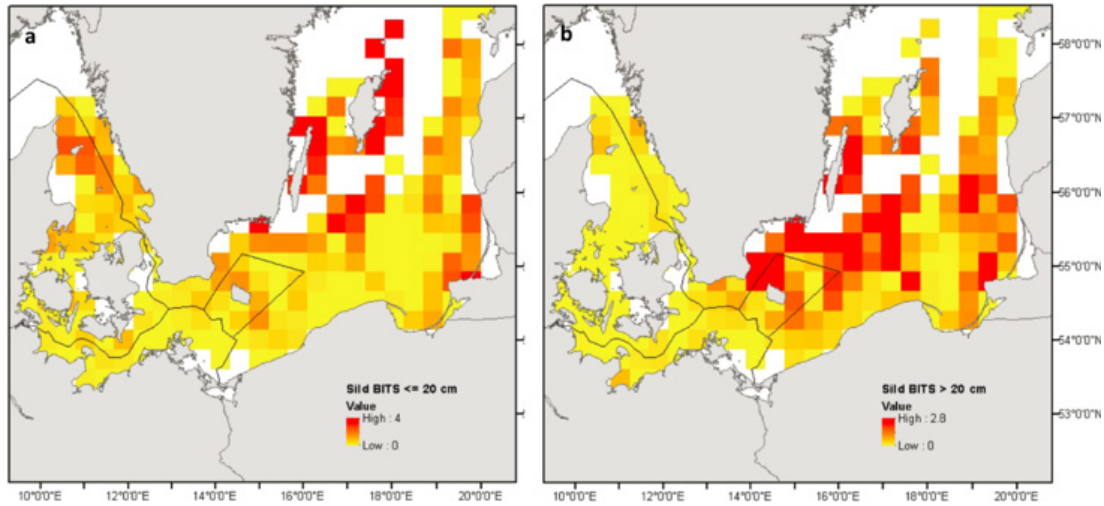 a
Sild BITS <= 20 cm
Value
High : 4
Low : 0
10°0'0"E 12°0'0"E 14°0'0"E 16°0'0"E 18°0'0"E 20°0'0"E
b
58°0'0"N
57°0'0"N
56°0'0"N
55°0'0"N
54°0'0"N
53°0'0"N
Sild BITS > 20 cm
Value
High : 2.8
Low : 0
10°0'0"E 12°0'0"E 14°0'0"E 16°0'0"E 18°0'0"E 20°0'0"E